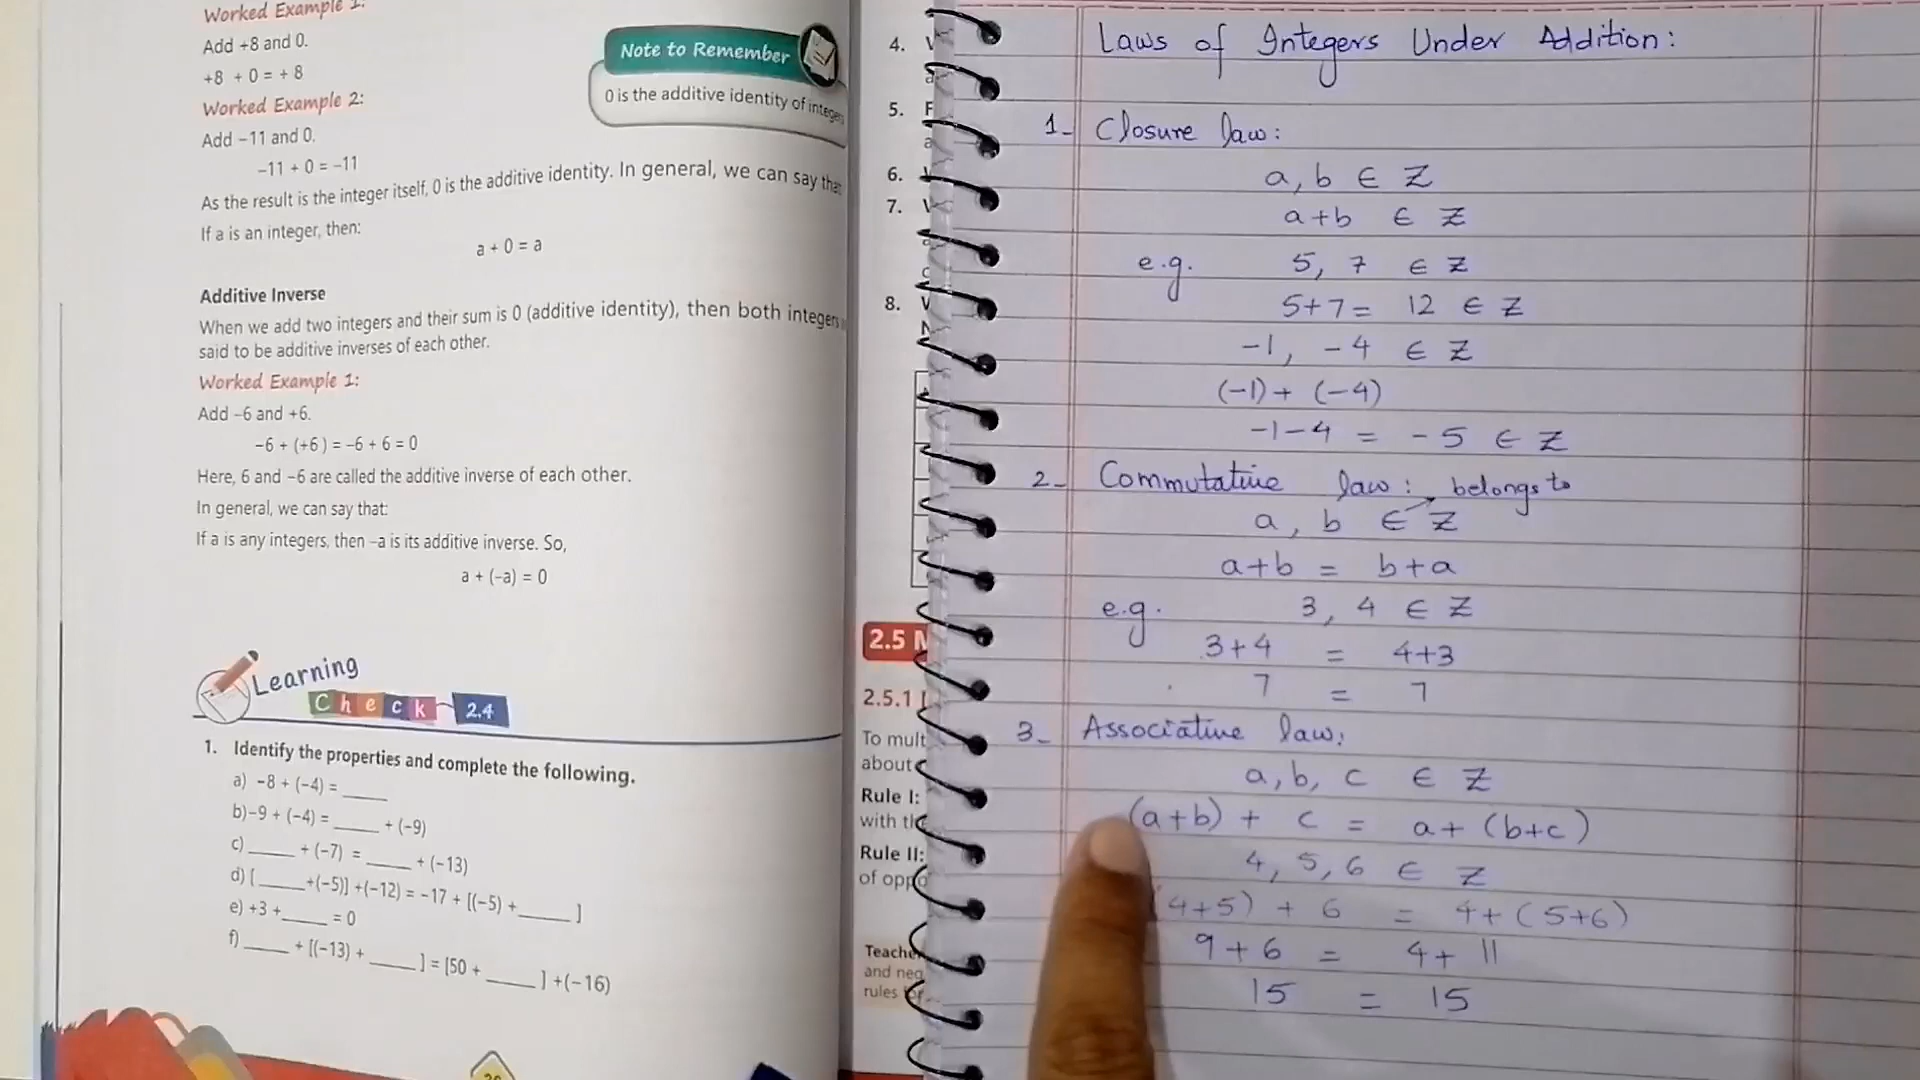 Worked Example 1:
Add +8 and 0.
+8 + 0 = + 8
Worked Example 2:
Add −11 and 0.
−11 + 0 = −11
As the result is the integer itself, 0 is the additive identity. In general, we can say that
If a is an integer, then:
a + 0 = a
Note to Remember
0 is the additive identity of integers
Additive Inverse
When we add two integers and their sum is 0 (additive identity), then both integers
said to be additive inverses of each other.
Worked Example 1:
Add −6 and +6.
−6 + (+6 ) = −6 + 6 = 0
Here, 6 and −6 are called the additive inverse of each other.
In general, we can say that:
If a is any integers, then −a is its additive inverse. So,
a + (−a) = 0
Learning
Check 2.4
1. Identify the properties and complete the following.
a) −8 + (−4) = ____
b) −9 + (−4) = ____ + (−9)
c) ____ + (−7) = ____ + (−13)
d) [ ____ +(−5)] +(−12) = −17 + [(−5) + ____ ]
e) +3 + ____ = 0
f) ____ + [(−13) + ____ ] = [50 + ____ ] +(−16)
4.
5. F
6.
7.
8.
2.5
2.5.1
To mult
about
Rule I:
with t
Rule II:
of oppo
Teache
and neg
rules for
Laws of Integers Under Addition:
1- Closure law:
a, b ∈ Z
a+b ∈ Z
e.g. 5, 7 ∈ Z
5+7= 12 ∈ Z
-1, -4 ∈ Z
(-1)+ (-4)
-1-4 = -5 ∈ Z
2- Commutative law: belongs to
a, b ∈ Z
a+b = b+a
e.g. 3, 4 ∈ Z
3+4 = 4+3
7 = 7
3- Associative law:
a, b, c ∈ Z
(a+b) + c = a+ (b+c)
4, 5, 6 ∈ Z
(4+5) + 6 = 4+ (5+6)
9+6 = 4+ 11
15 = 15